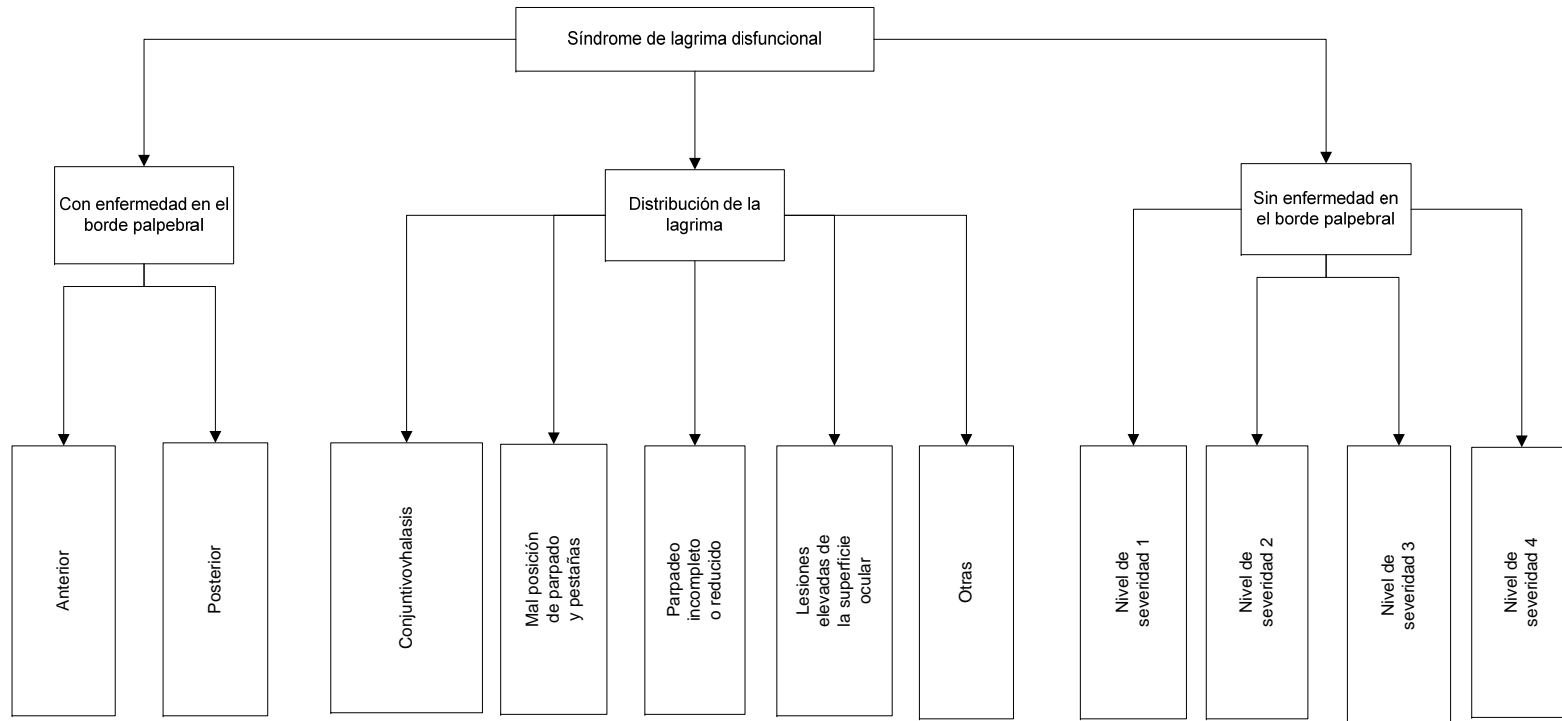 Síndrome de lagrima disfuncional
Con enfermedad en el
borde palpebral
Distribución de la
lagrima
Sin enfermedad en
el borde palpebral
Anterior
Posterior
Conjuntivovhalasis
Mal posición
de parpado
y pestañas
Parpadeo
incompleto
o reducido
Lesiones
elevadas de
la superficie
ocular
Otras
Nivel de
severidad 1
Nivel de
severidad 2
Nivel de
severidad 3
Nivel de
severidad 4